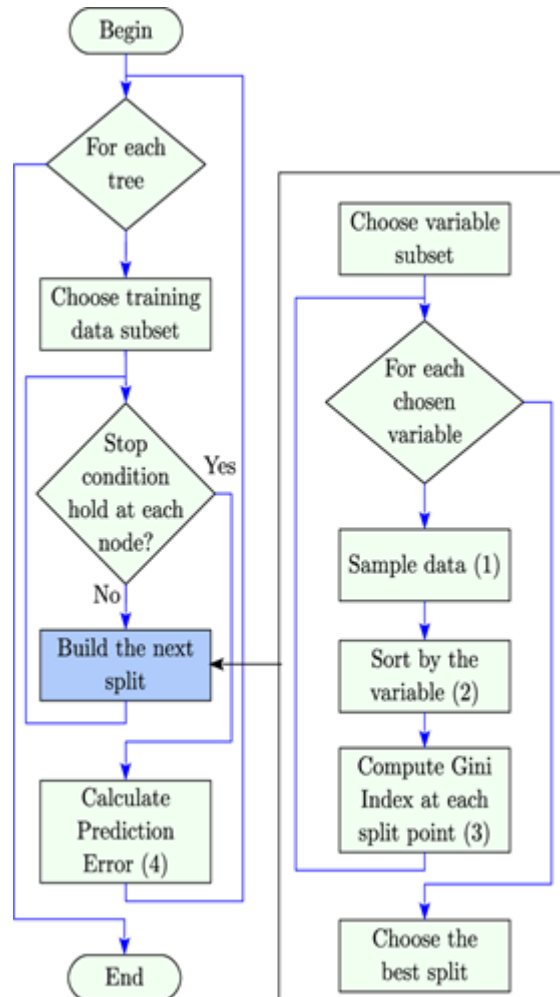 Begin
For each
tree
Choose training
data subset
Stop
condition
hold at each
node?
Yes
No
Build the next
split
Calculate
Prediction
Error (4)
End
Choose variable
subset
For each
chosen
variable
Sample data (1)
Sort by the
variable (2)
Compute Gini
Index at each
split point (3)
Choose the
best split